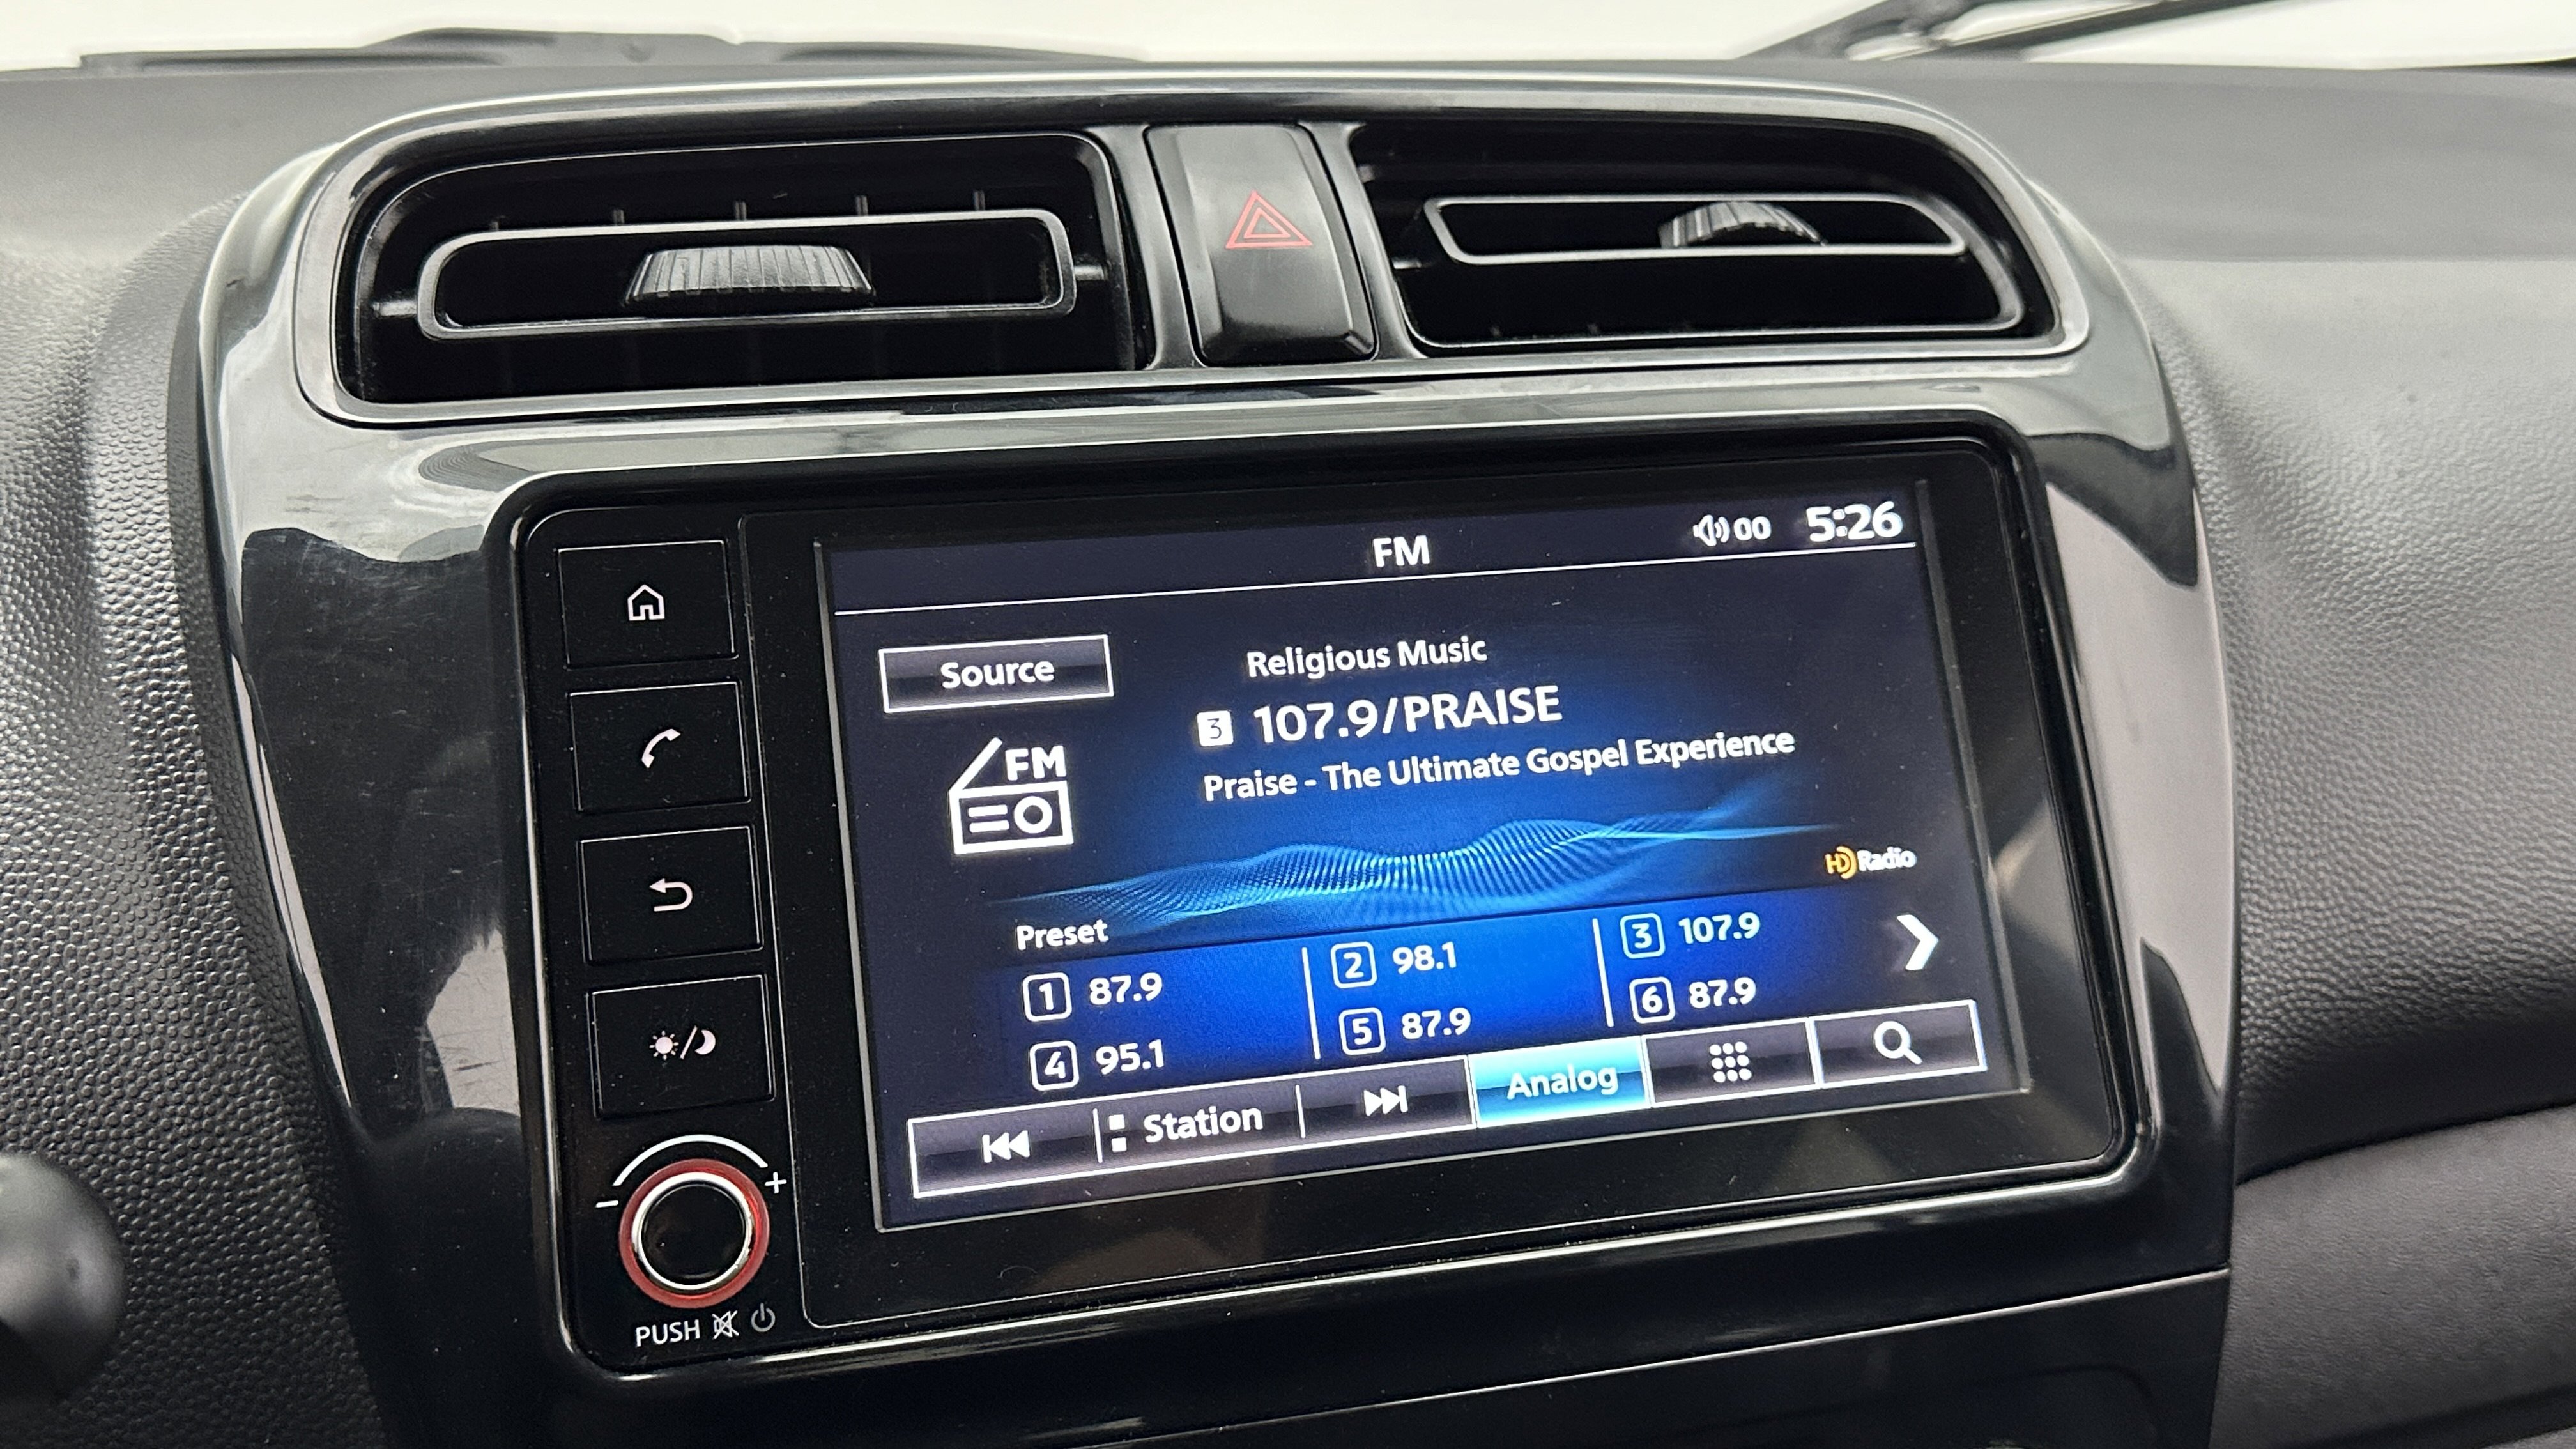 FM
00 5:26
Source
Religious Music
3 107.9/PRAISE
Praise - The Ultimate Gospel Experience
FM
HD Radio
Preset
1 87.9 2 98.1 3 107.9
4 95.1 5 87.9 6 87.9
Station Analog
PUSH